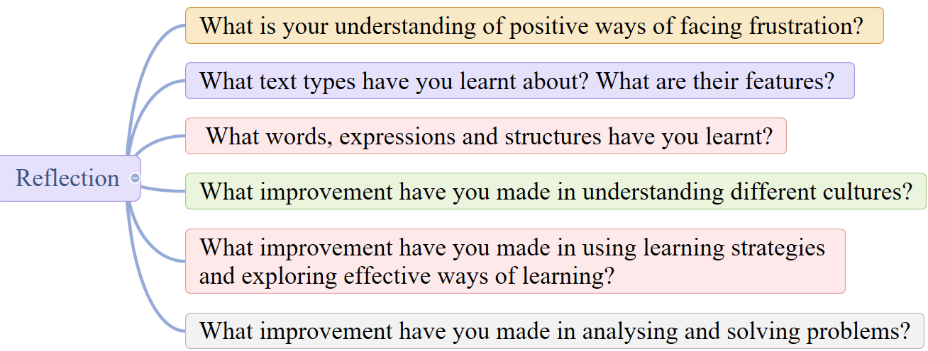 What is your understanding of positive ways of facing frustration?
What text types have you learnt about? What are their features?
What words, expressions and structures have you learnt?
Reflection
What improvement have you made in understanding different cultures?
What improvement have you made in using learning strategies
and exploring effective ways of learning?
What improvement have you made in analysing and solving problems?